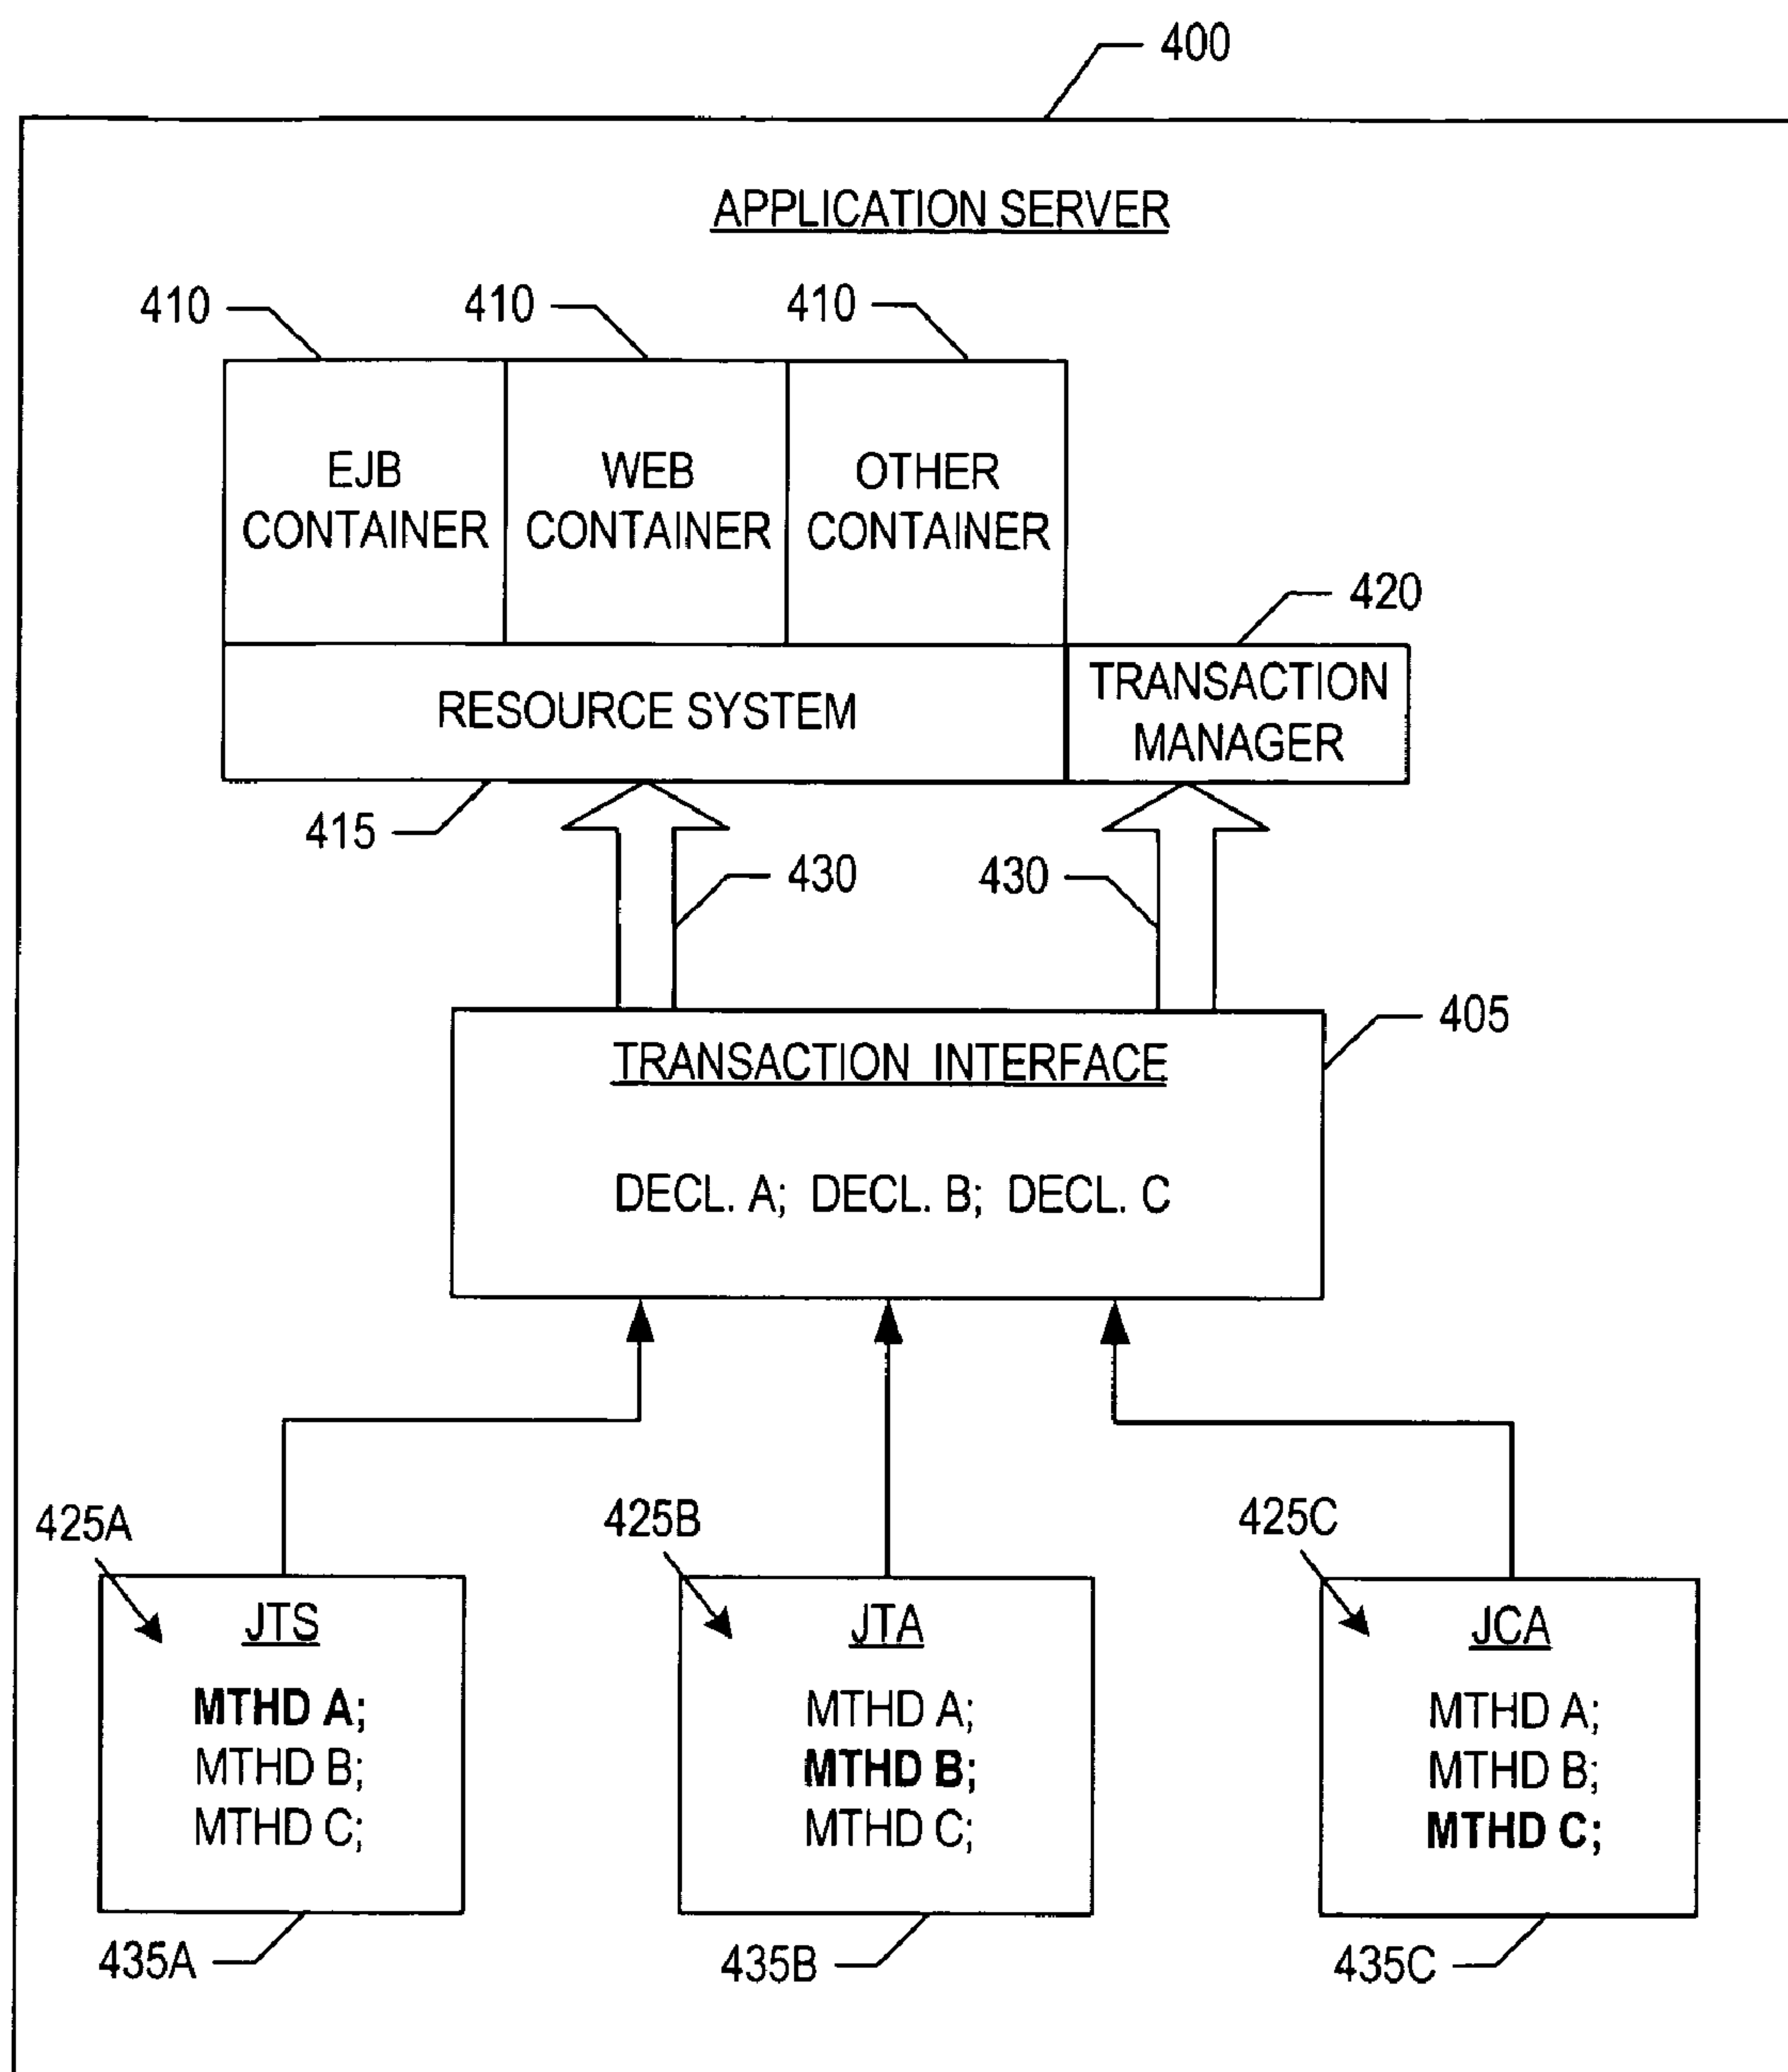 400
APPLICATION SERVER
410
410
410
EJB
CONTAINER
WEB
CONTAINER
OTHER
CONTAINER
420
RESOURCE SYSTEM
TRANSACTION
MANAGER
415
430
430
405
TRANSACTION INTERFACE
DECL. A; DECL. B; DECL. C
425A
425B
425C
JTS
MTHD A;
MTHD B;
MTHD C;
JTA
MTHD A;
MTHD B;
MTHD C;
JCA
MTHD A;
MTHD B;
MTHD C;
435A
435B
435C